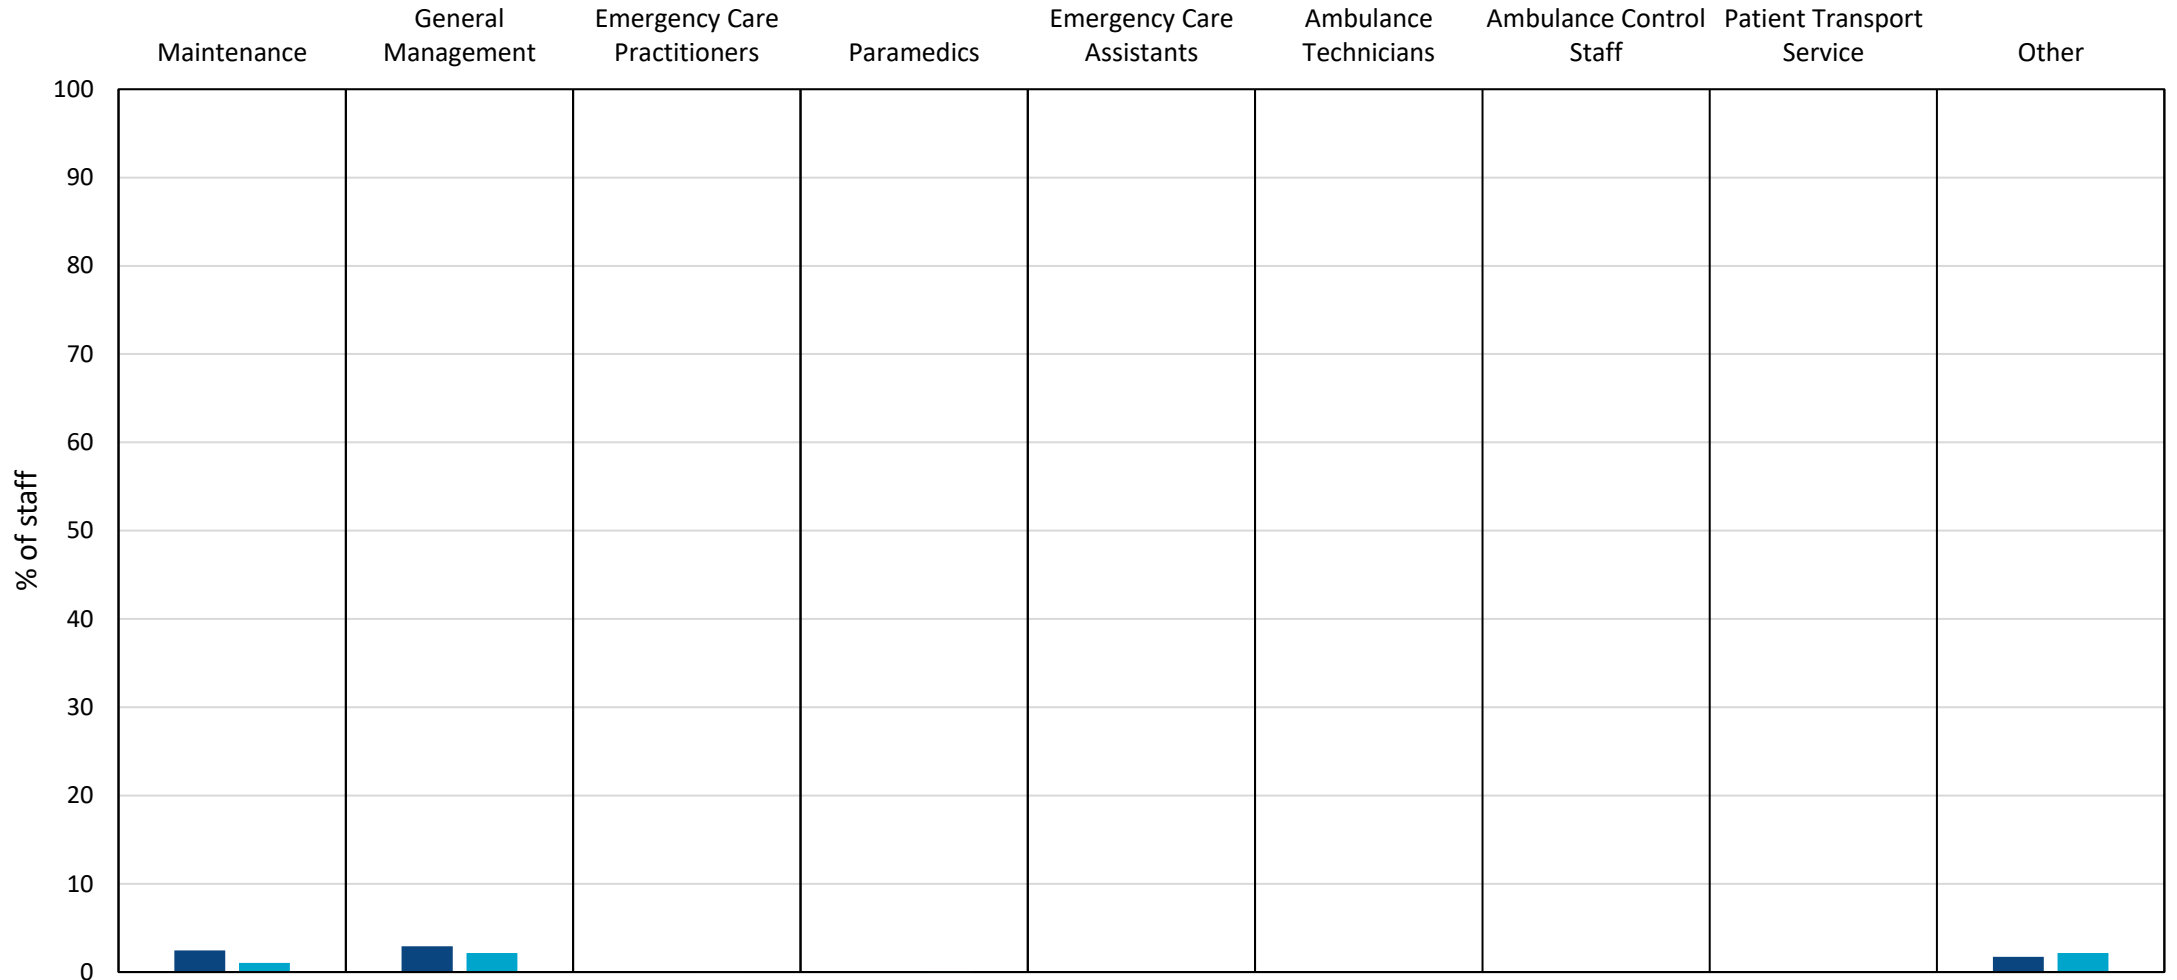 Maintenance
General
Management
Emergency Care
Practitioners
Paramedics
Emergency Care
Assistants
Ambulance
Technicians
Ambulance Control
Staff
Patient Transport
Service
Other
% of staff
100
90
80
70
60
50
40
30
20
10
0